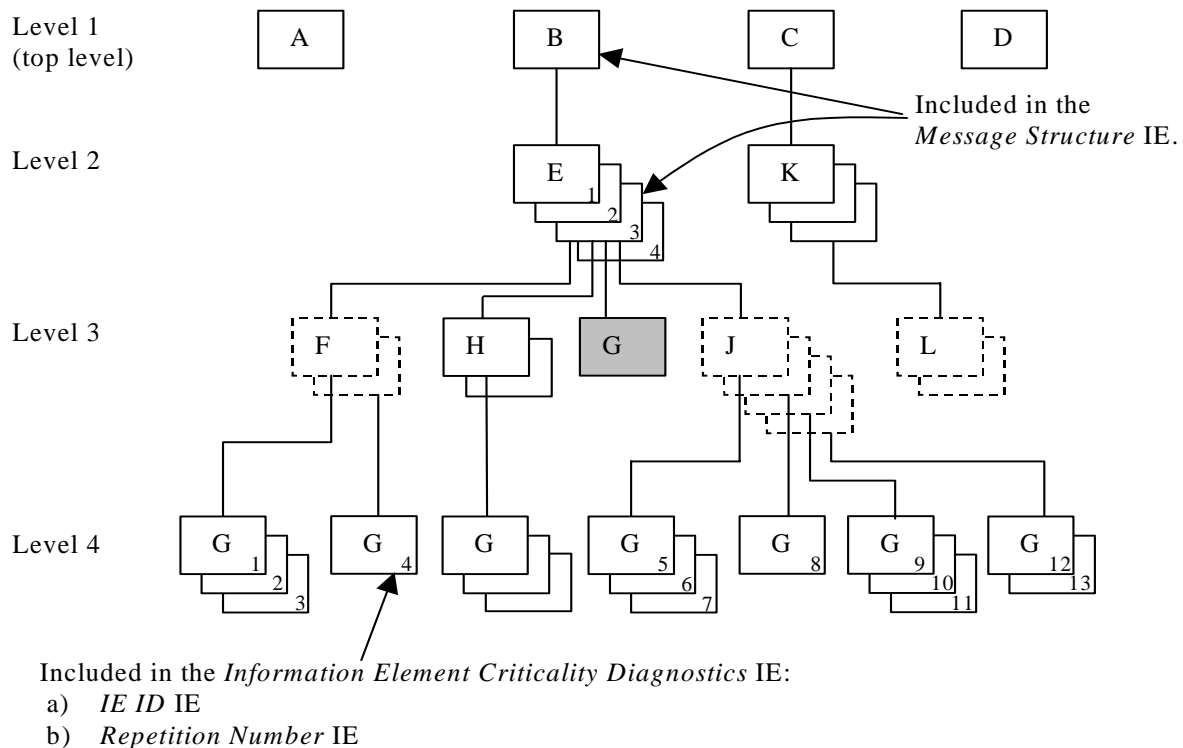 Level 1
(top level)
A
B
C
D
Included in the
Message Structure IE.
Level 2
E
1
2
3
4
K
Level 3
F
H
G
J
L
Level 4
G
1
2
3
G
4
G
G
5
6
7
G
8
G
9
10
11
G
12
13
Included in the Information Element Criticality Diagnostics IE:
a) IE ID IE
b) Repetition Number IE